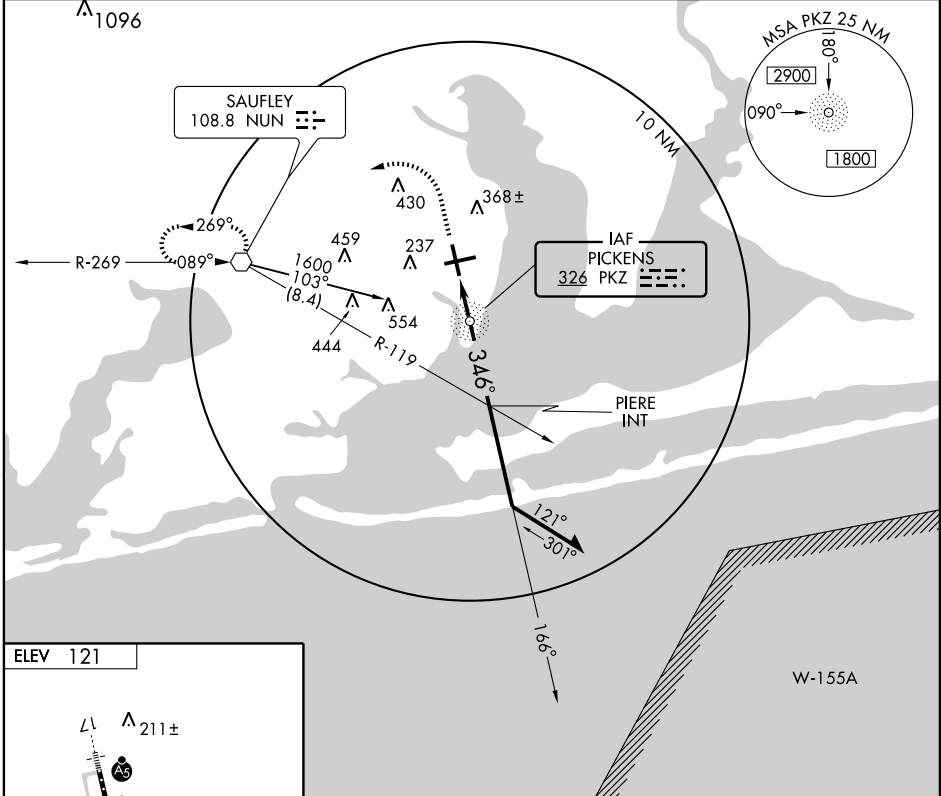 1096
MSA PKZ 25 NM
180°
2900
090°
1800
SAUFLEY
108.8 NUN
10 NM
430
368±
269°
459
237
IAF
PICKENS
326 PKZ
R-269
089°
1600
103°
(8.4)
554
444
R-119
346°
PIERE
INT
121°
301°
166°
W-155A
ELEV 121
17
211±
A5